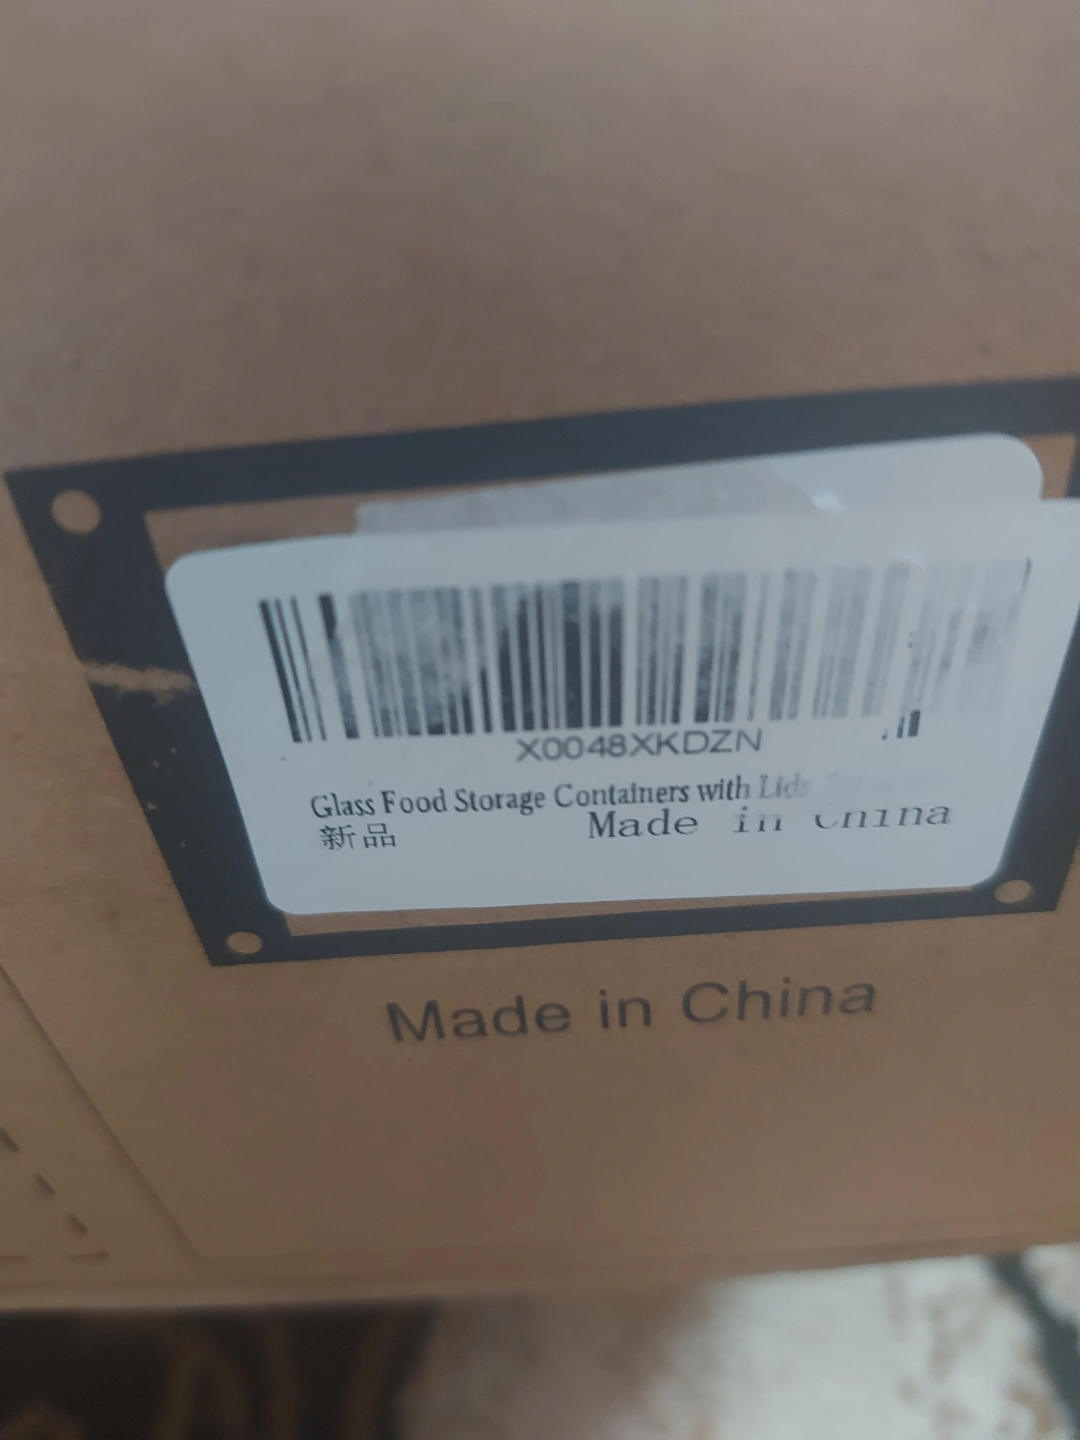 X0048XKDZN
Glass Food Storage Containers with Lids
新品
Made in China
Made in China